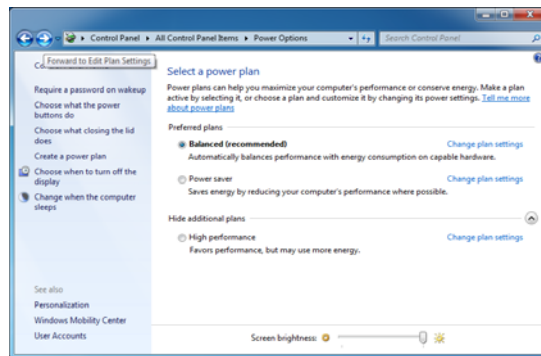 Control Panel ▸ All Control Panel Items ▸ Power Options
Search Control Panel
Forward to Edit Plan Settings
Require a password on wakeup
Choose what the power
buttons do
Choose what closing the lid
does
Create a power plan
Choose when to turn off the
display
Change when the computer
sleeps
See also
Personalization
Windows Mobility Center
User Accounts
Select a power plan
Power plans can help you maximize your computer's performance or conserve energy. Make a plan
active by selecting it, or choose a plan and customize it by changing its power settings. Tell me more
about power plans
Preferred plans
Balanced (recommended) Change plan settings
Automatically balances performance with energy consumption on capable hardware.
Power saver Change plan settings
Saves energy by reducing your computer's performance where possible.
Hide additional plans
High performance Change plan settings
Favors performance, but may use more energy.
Screen brightness: